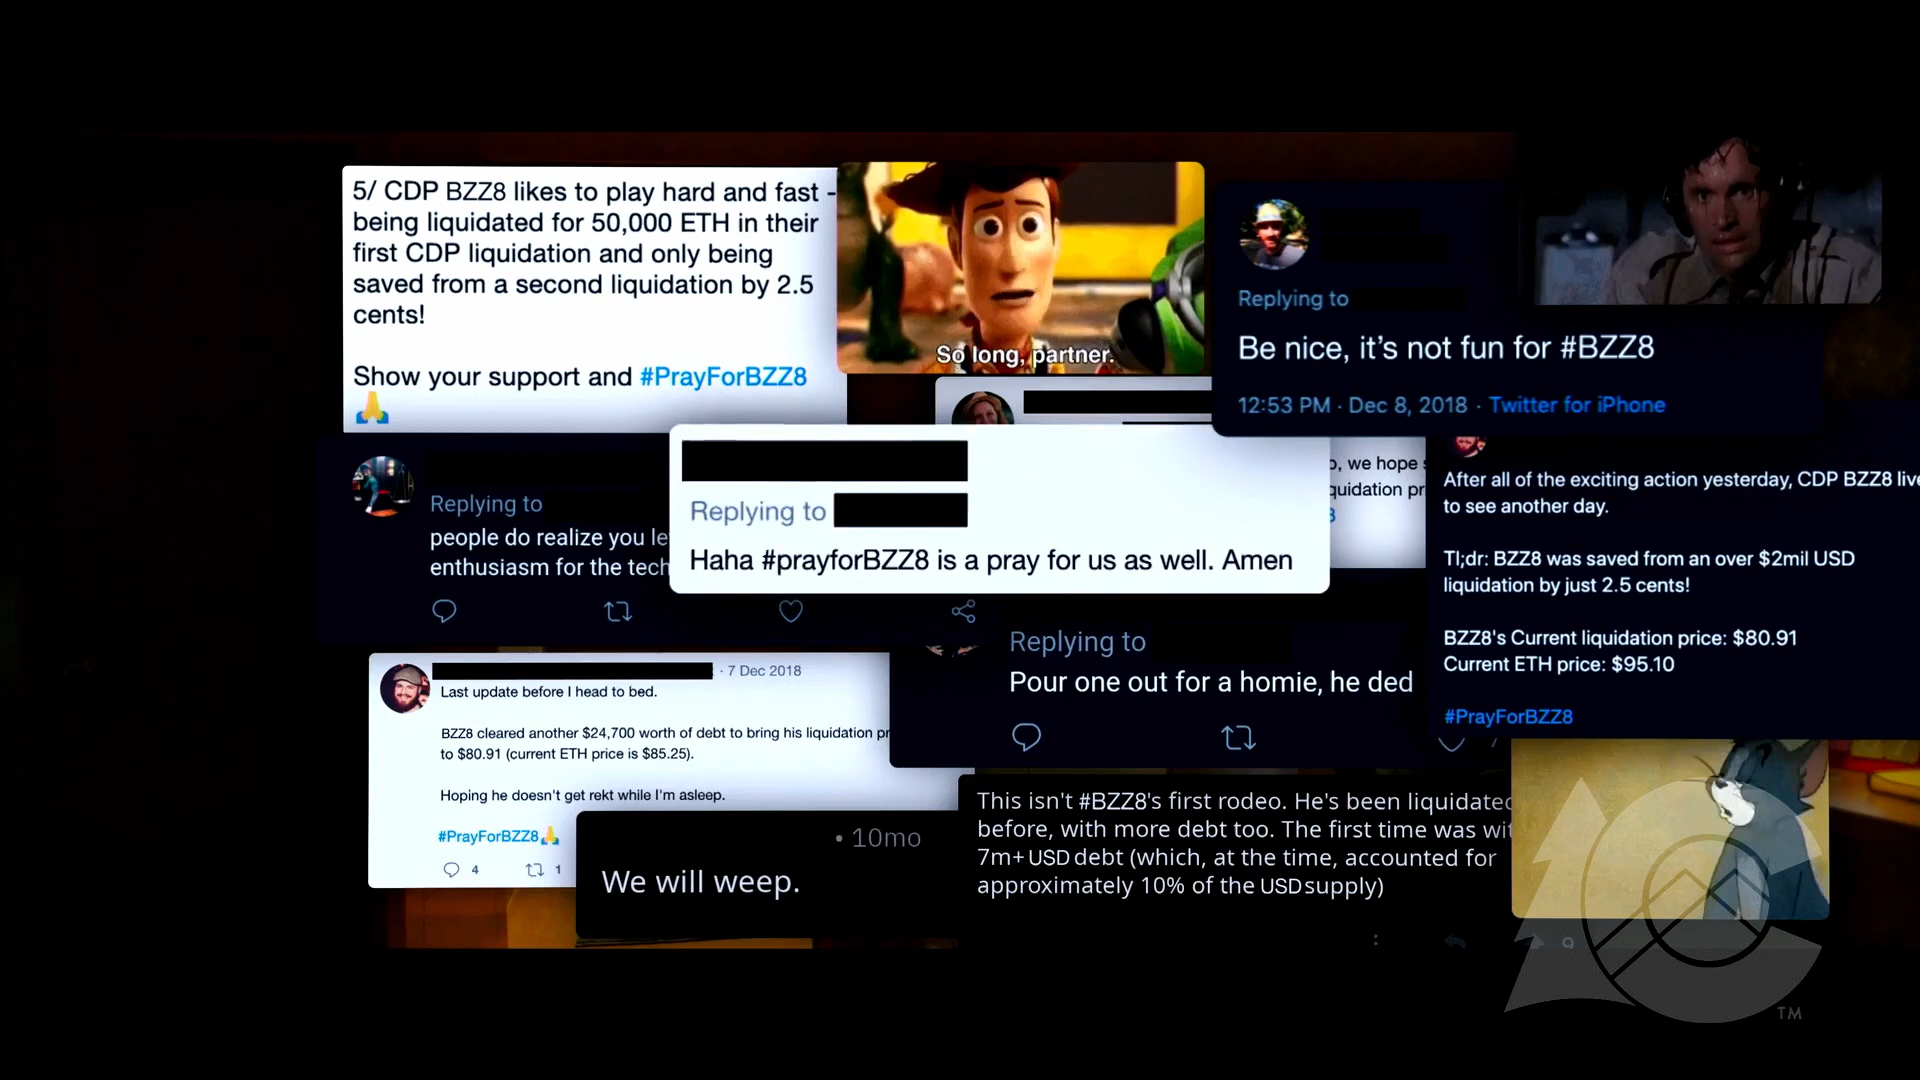 5/ CDP BZZ8 likes to play hard and fast -
being liquidated for 50,000 ETH in their
first CDP liquidation and only being
saved from a second liquidation by 2.5
cents!
Show your support and #PrayForBZZ8
🙏
So long, partner.
Replying to
Be nice, it's not fun for #BZZ8
12:53 PM · Dec 8, 2018 · Twitter for iPhone
Replying to
people do realize you
enthusiasm for the tech
Replying to
Haha #prayforBZZ8 is a pray for us as well. Amen
, we hope
quidation pr
After all of the exciting action yesterday, CDP BZZ8 live
to see another day.
Tl;dr: BZZ8 was saved from an over $2mil USD
liquidation by just 2.5 cents!
BZZ8's Current liquidation price: $80.91
Current ETH price: $95.10
#PrayForBZZ8
· 7 Dec 2018
Last update before I head to bed.
BZZ8 cleared another $24,700 worth of debt to bring his liquidation pr
to $80.91 (current ETH price is $85.25).
Hoping he doesn't get rekt while I'm asleep.
#PrayForBZZ8🙏
4 1
Replying to
Pour one out for a homie, he ded
• 10mo
We will weep.
This isn't #BZZ8's first rodeo. He's been liquidated
before, with more debt too. The first time was wit
7m+ USD debt (which, at the time, accounted for
approximately 10% of the USD supply)
9
TM